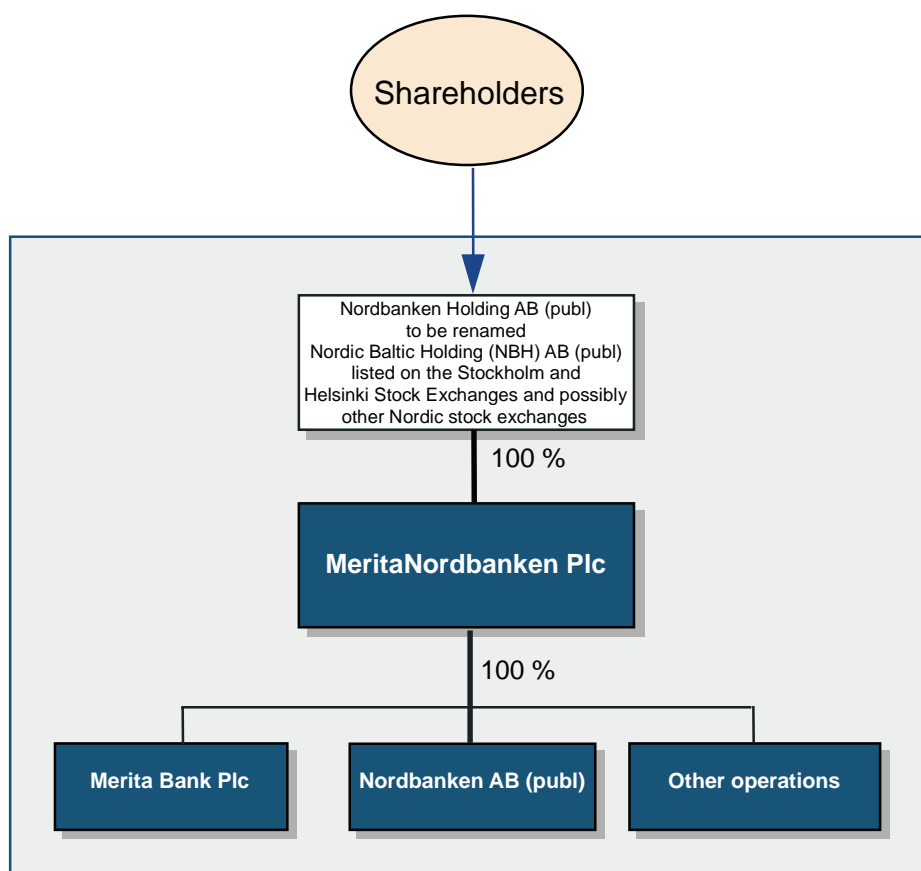 Shareholders
Nordbanken Holding AB (publ)
to be renamed
Nordic Baltic Holding (NBH) AB (publ)
listed on the Stockholm and
Helsinki Stock Exchanges and possibly
other Nordic stock exchanges
100 %
MeritaNordbanken Plc
100 %
Merita Bank Plc
Nordbanken AB (publ)
Other operations